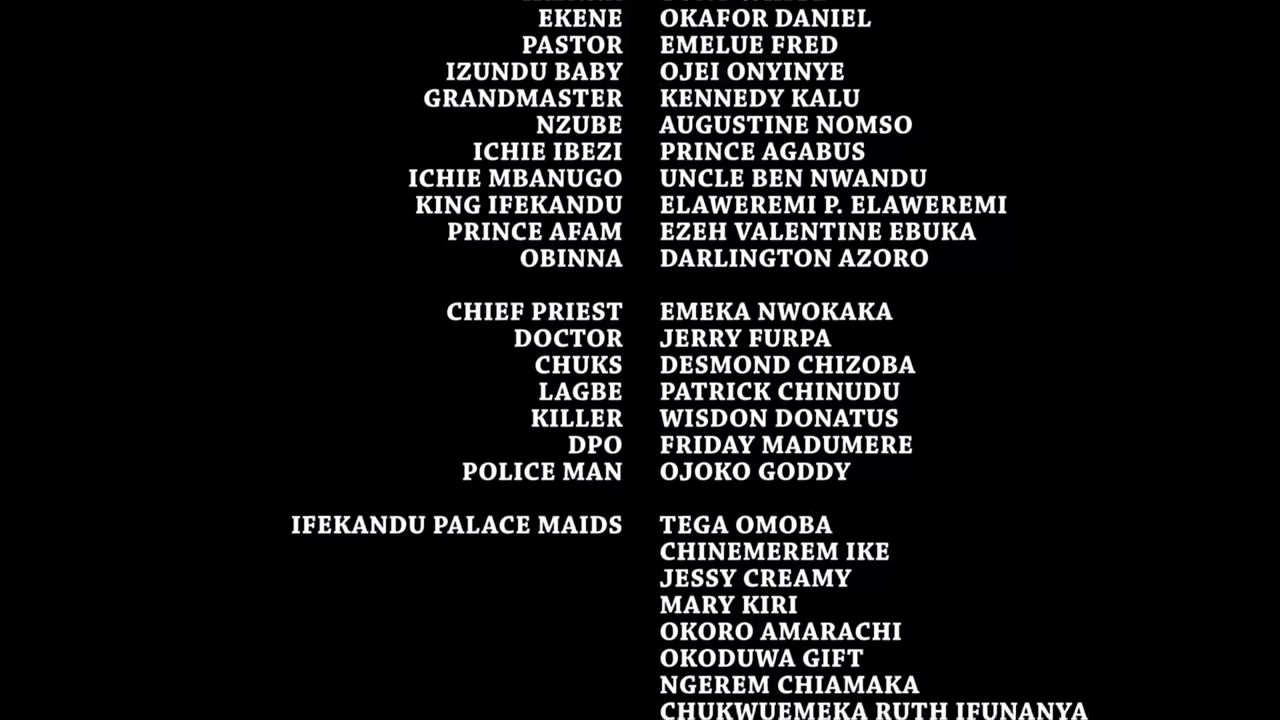 EKENE OKAFOR DANIEL
PASTOR EMELUE FRED
IZUNDU BABY OJEI ONYINYE
GRANDMASTER KENNEDY KALU
NZUBE AUGUSTINE NOMSO
ICHIE IBEZI PRINCE AGABUS
ICHIE MBANUGO UNCLE BEN NWANDU
KING IFEKANDU ELAWEREMI P. ELAWEREMI
PRINCE AFAM EZEH VALENTINE EBUKA
OBINNA DARLINGTON AZORO
CHIEF PRIEST EMEKA NWOKAKA
DOCTOR JERRY FURPA
CHUKS DESMOND CHIZOBA
LAGBE PATRICK CHINUDU
KILLER WISDON DONATUS
DPO FRIDAY MADUMERE
POLICE MAN OJOKO GODDY
IFEKANDU PALACE MAIDS TEGA OMOBA
CHINEMEREM IKE
JESSY CREAMY
MARY KIRI
OKORO AMARACHI
OKODUWA GIFT
NGEREM CHIAMAKA
CHUKWUEMEKA RUTH IFUNANYA